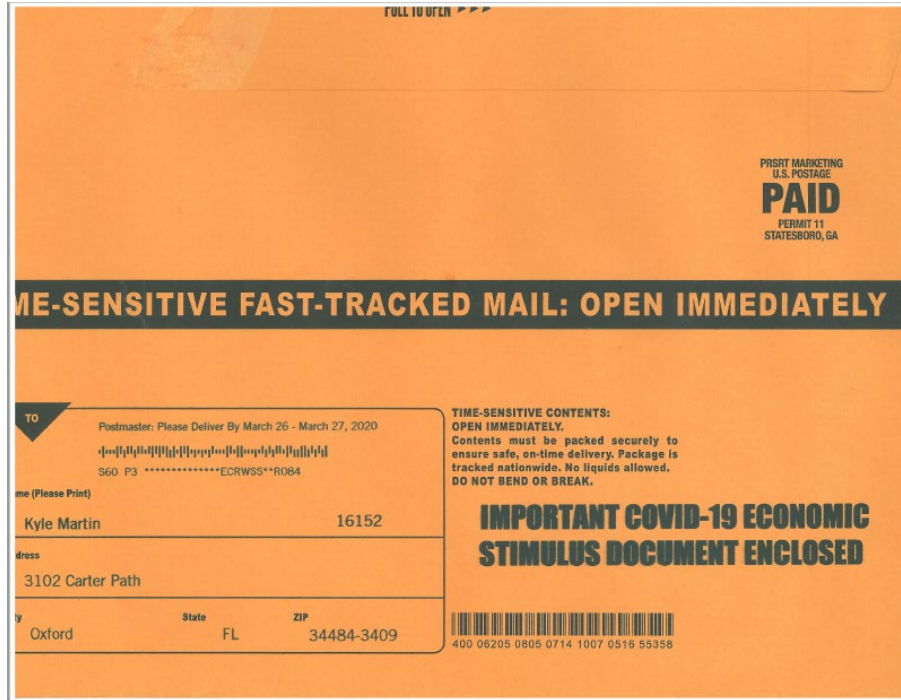 PULL TO OPEN >>>
PRSRT MARKETING
U.S. POSTAGE
PAID
PERMIT 11
STATESBORO, GA
ME-SENSITIVE FAST-TRACKED MAIL: OPEN IMMEDIATELY
TO
Postmaster: Please Deliver By March 26 - March 27, 2020
S60 P3 **************ECRWSS**R084
me (Please Print)
Kyle Martin 16152
dress
3102 Carter Path
ty State ZIP
Oxford FL 34484-3409
TIME-SENSITIVE CONTENTS:
OPEN IMMEDIATELY.
Contents must be packed securely to
ensure safe, on-time delivery. Package is
tracked nationwide. No liquids allowed.
DO NOT BEND OR BREAK.
IMPORTANT COVID-19 ECONOMIC
STIMULUS DOCUMENT ENCLOSED
400 06205 0805 0714 1007 0516 55358